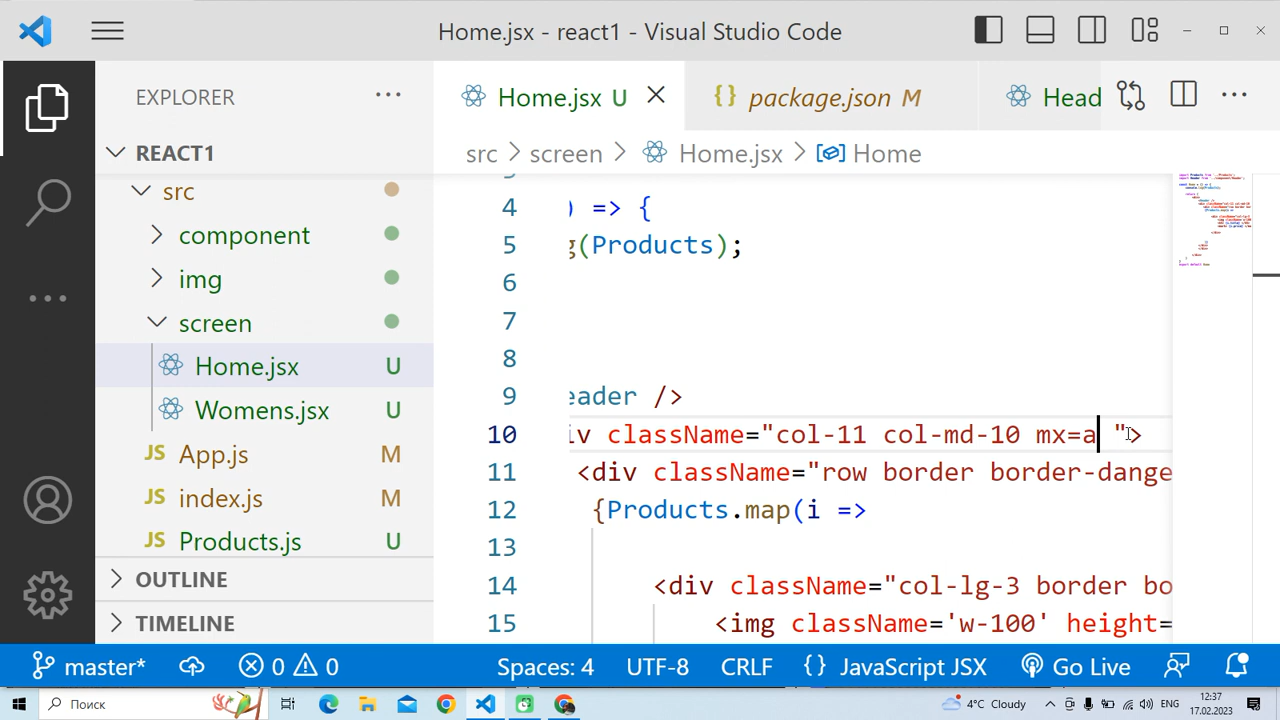 Home.jsx - react1 - Visual Studio Code
EXPLORER
Home.jsx U
{} package.json M
Head
REACT1
src > screen > Home.jsx > Home
src
component
img
screen
Home.jsx U
Womens.jsx U
JS App.js M
JS index.js M
JS Products.js U
OUTLINE
TIMELINE
4 ) => {
5 g(Products);
6
7
8
9 eader />
10 iv className="col-11 col-md-10 mx=a ">
11 <div className="row border border-dange
12 {Products.map(i =>
13
14 <div className="col-lg-3 border bo
15 <img className='w-100' height=
master* 0 0 Spaces: 4 UTF-8 CRLF {} JavaScript JSX Go Live
Поиск 4°C Cloudy ENG 12:37
17.02.2023